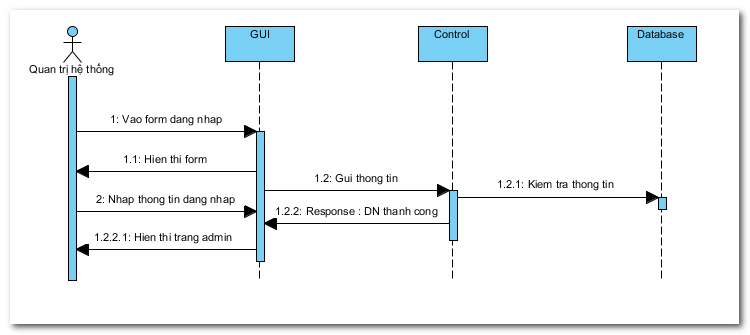 GUI
Control
Database
Quan trị hệ thống
1: Vao form dang nhap
1.1: Hien thi form
1.2: Gui thong tin
1.2.1: Kiem tra thong tin
2: Nhap thong tin dang nhap
1.2.2: Response : DN thanh cong
1.2.2.1: Hien thi trang admin